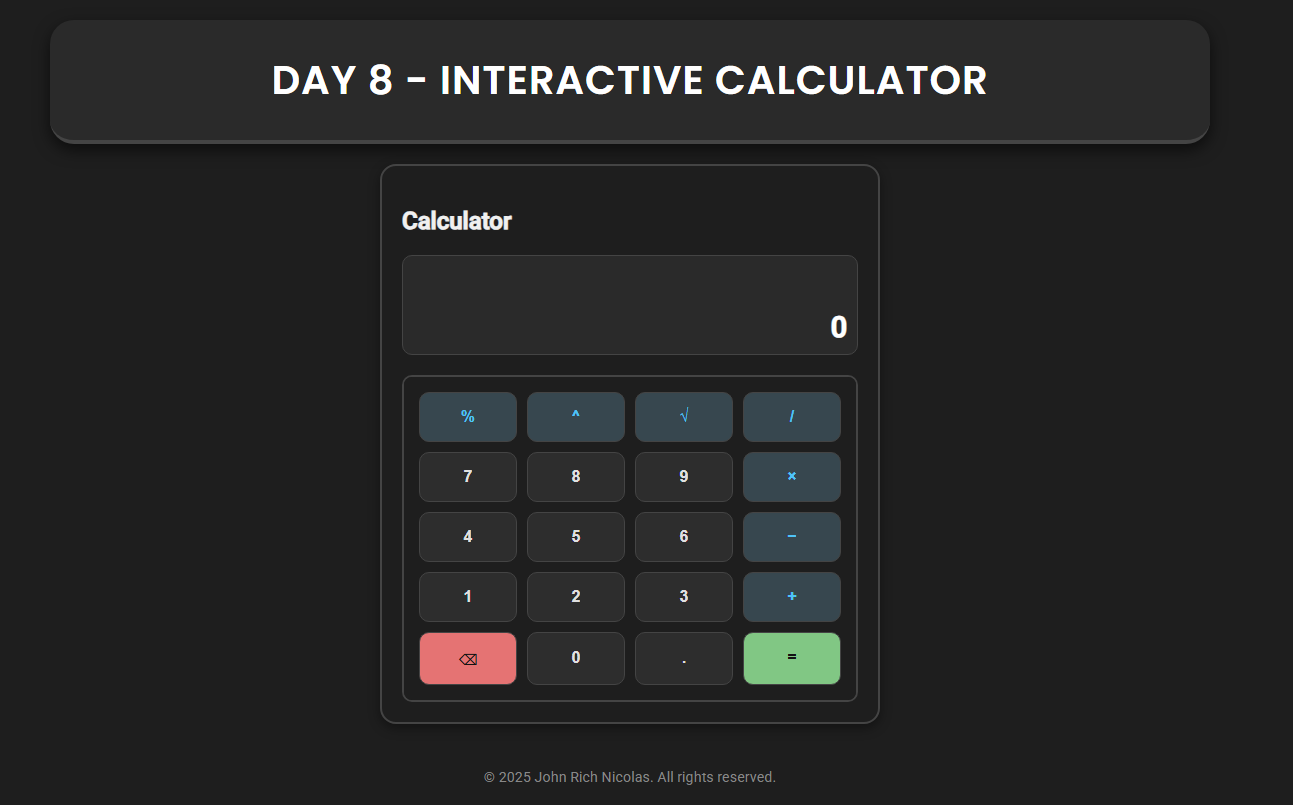 DAY 8 - INTERACTIVE CALCULATOR
Calculator
0
% ^ √ /
7 8 9 ×
4 5 6 −
1 2 3 +
⌫ 0 . =
© 2025 John Rich Nicolas. All rights reserved.